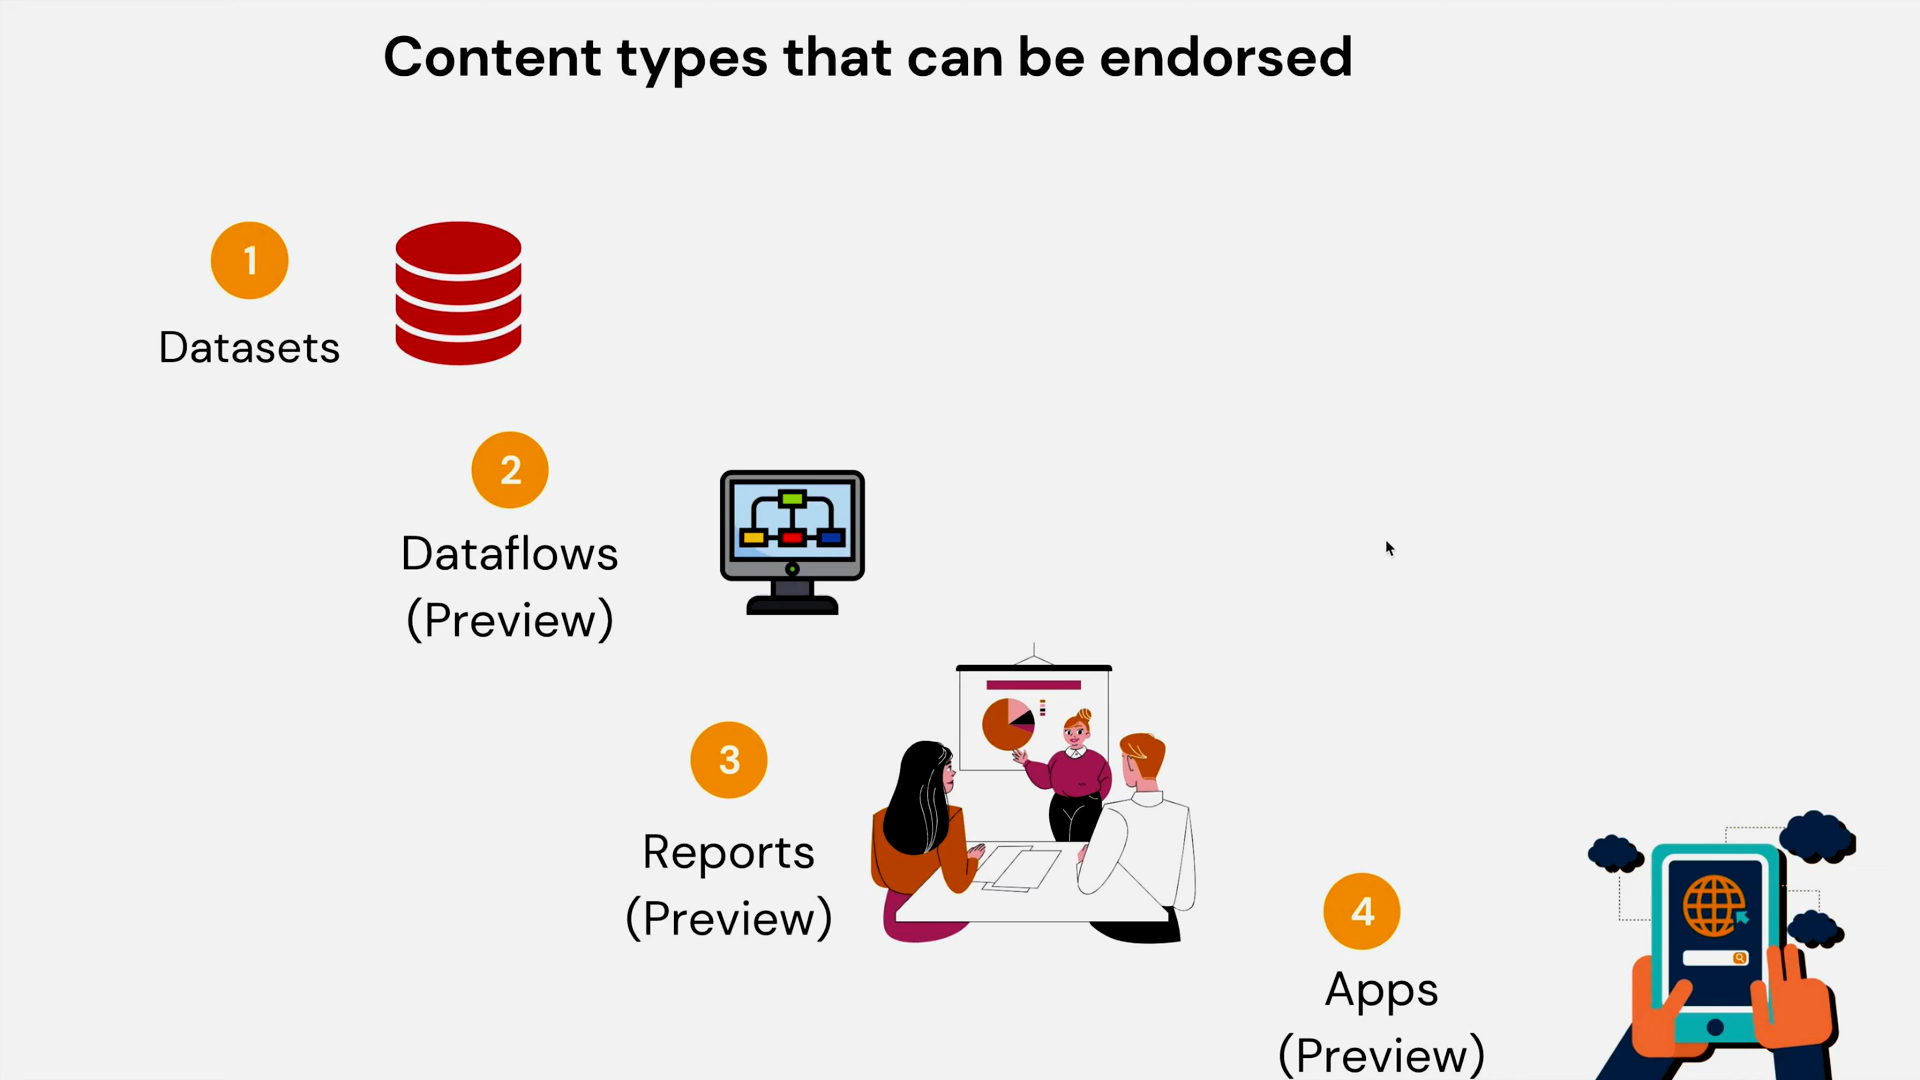 Content types that can be endorsed
1
Datasets
2
Dataflows
(Preview)
3
Reports
(Preview)
4
Apps
(Preview)